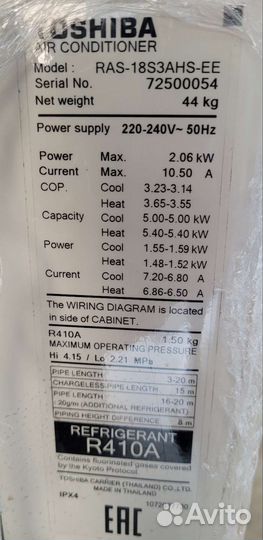 TOSHIBA
AIR CONDITIONER
Model : RAS-18S3AHS-EE
Serial No. 72500054
Net weight 44 kg
Power supply 220-240V~ 50Hz
Power Max. 2.06 kW
Current Max. 10.50 A
COP. Cool 3.23-3.14
Heat 3.65-3.55
Capacity Cool 5.00-5.00 kW
Heat 5.40-5.40 kW
Power Cool 1.55-1.59 kW
Heat 1.48-1.52 kW
Current Cool 7.20-6.80 A
Heat 6.86-6.50 A
The WIRING DIAGRAM is located
in side of CABINET.
R410A 1.50 kg
MAXIMUM OPERATING PRESSURE
Hi 4.15 / Lo 2.21 MPa
PIPE LENGTH 3-20 m
CHARGELESS-PIPE LENGTH 15 m
PIPE LENGTH 16-20 m
20g/m (ADDITIONAL REFRIGERANT)
PIPING HEIGHT DIFFERENCE 8 m
REFRIGERANT
R410A
Contains fluorinated gases covered
by the Kyoto Protocol
TOSHIBA CARRIER (THAILAND) CO.,LTD.
MADE IN THAILAND
IPX4
EAC
Avito